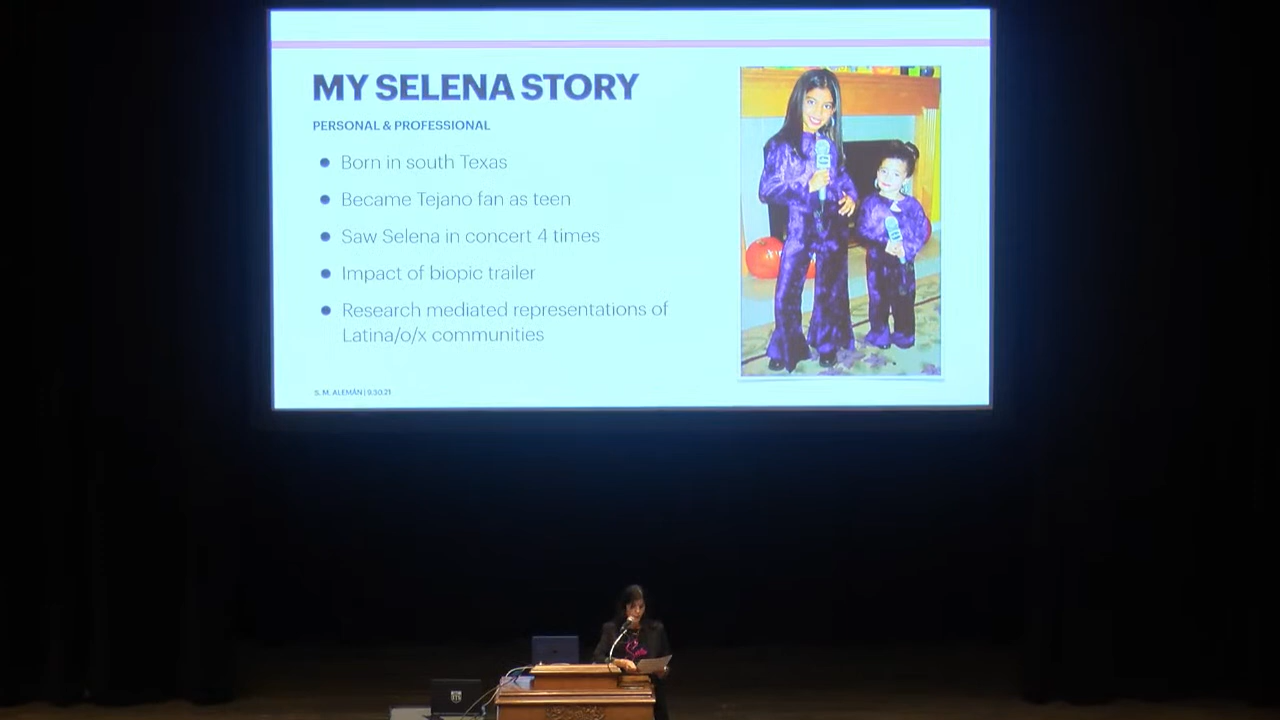 MY SELENA STORY
PERSONAL & PROFESSIONAL
Born in south Texas
Became Tejano fan as teen
Saw Selena in concert 4 times
Impact of biopic trailer
Research mediated representations of
Latina/o/x communities
S. M. ALEMÁN | 9.30.21